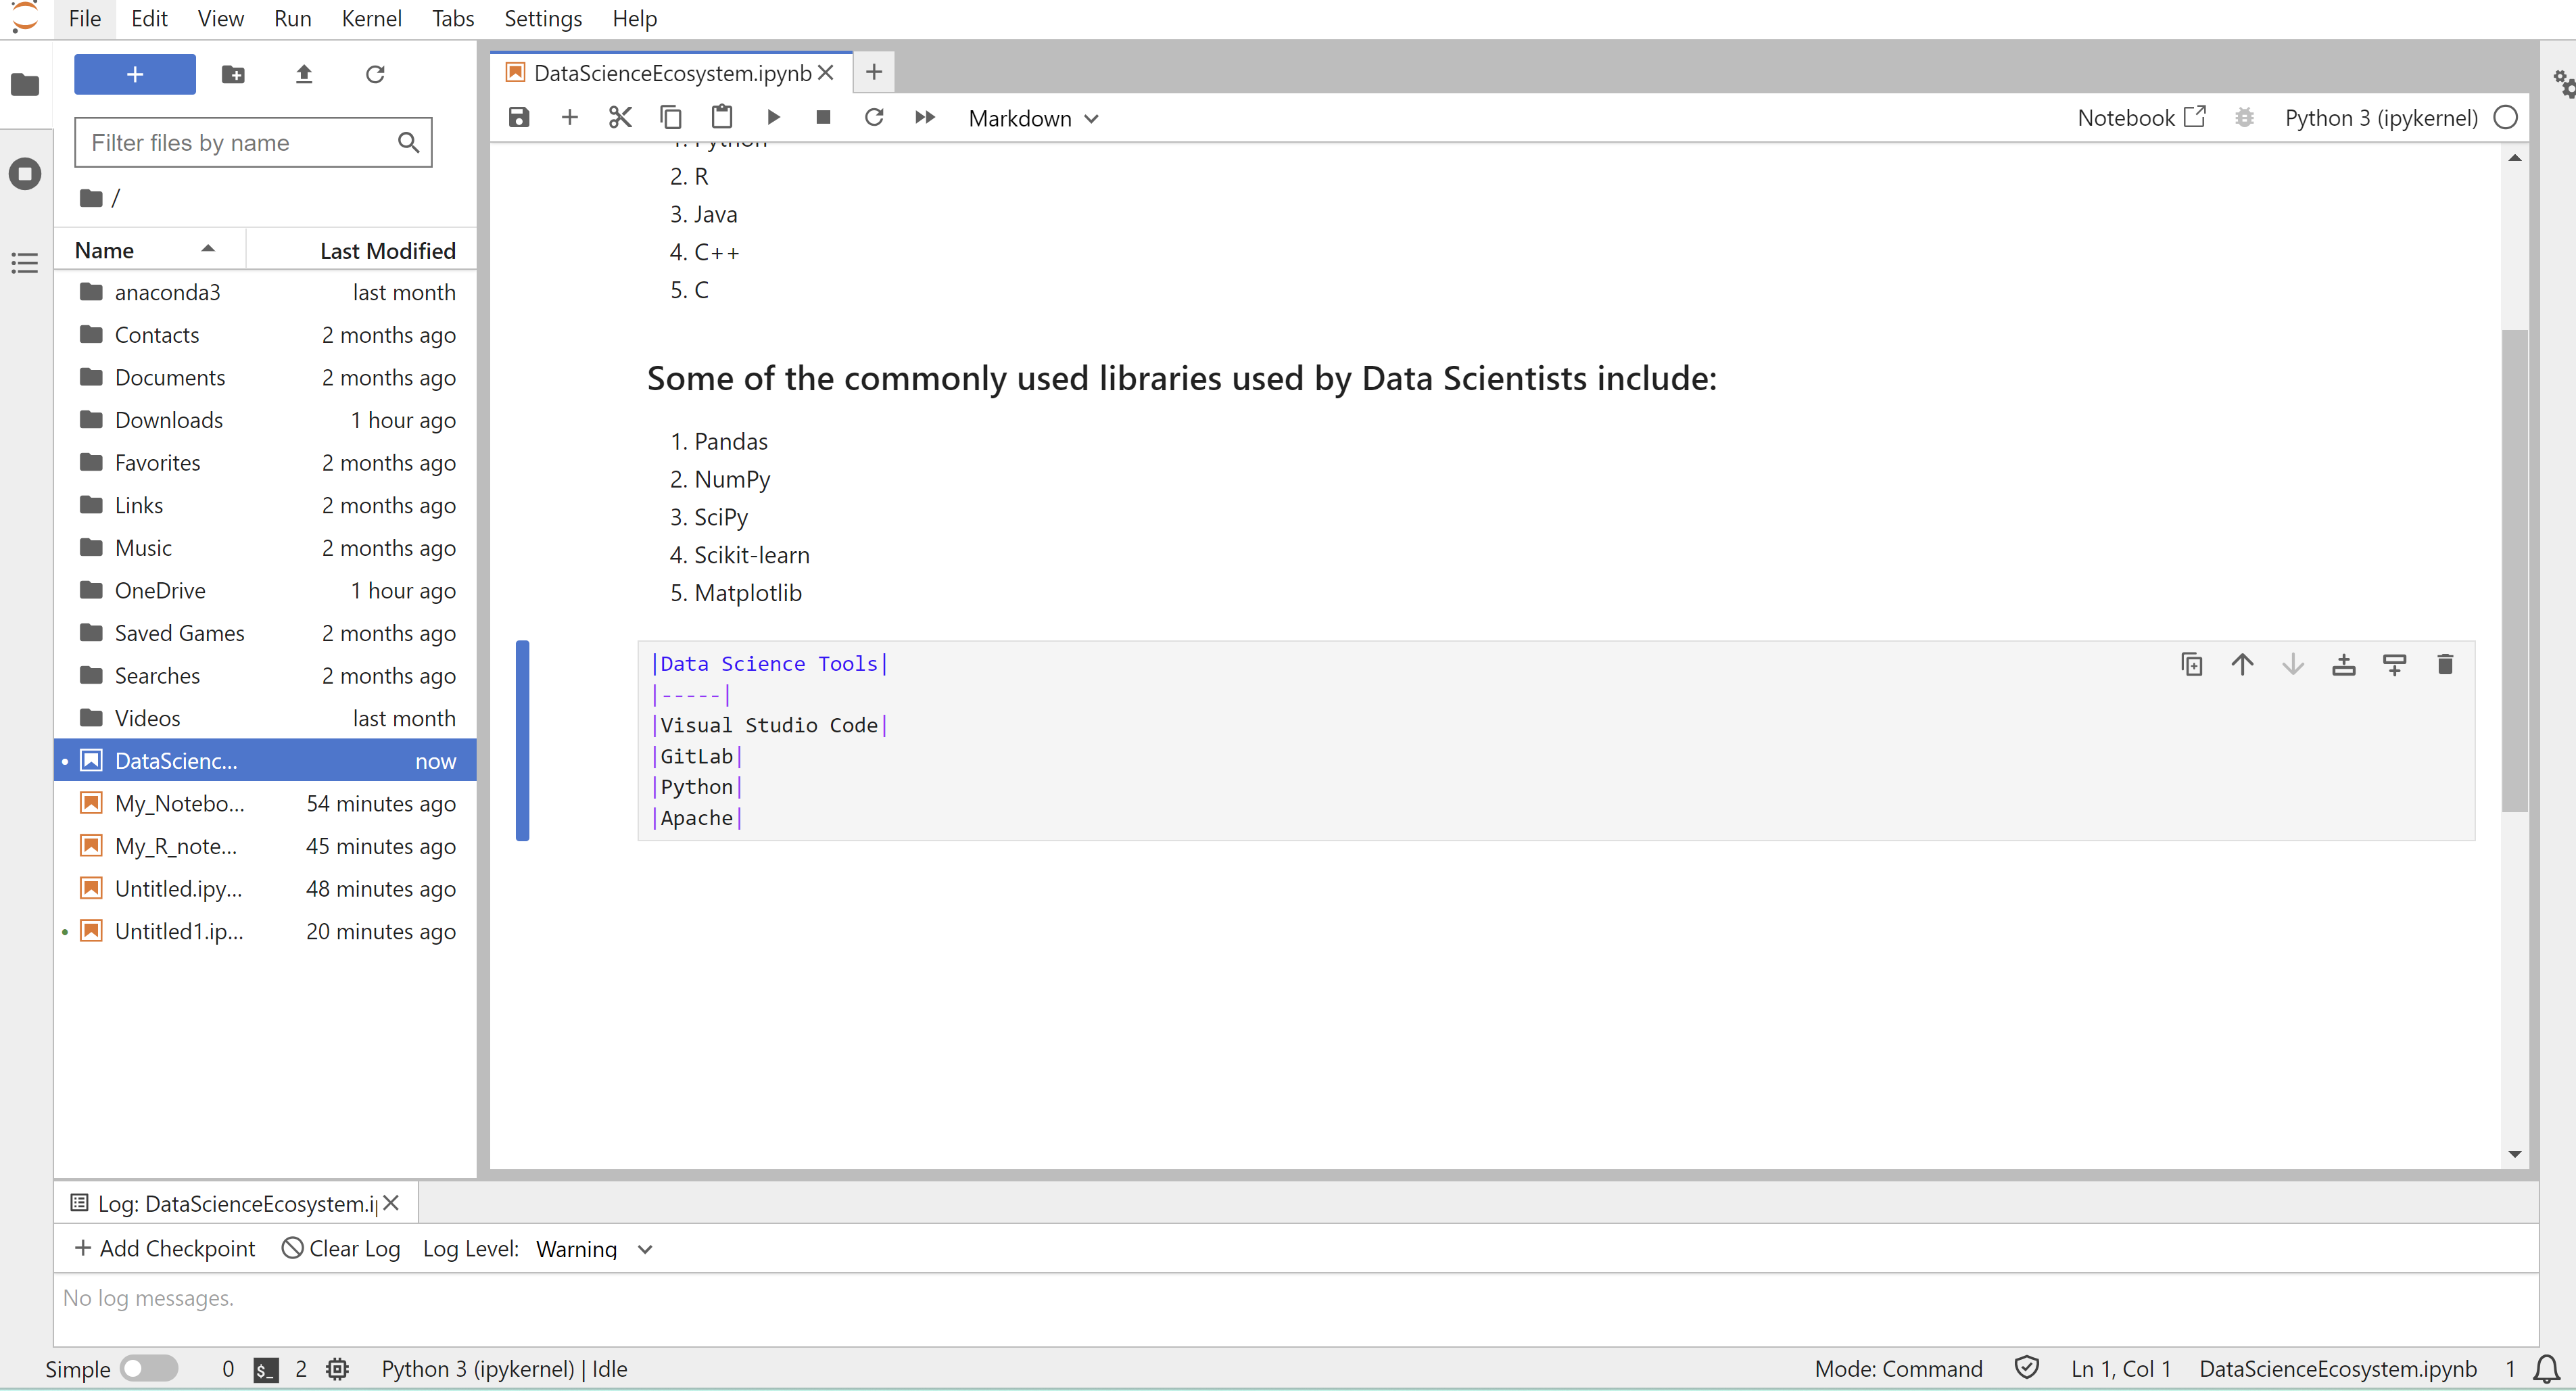 File Edit View Run Kernel Tabs Settings Help
+
Filter files by name
/
Name Last Modified
anaconda3 last month
Contacts 2 months ago
Documents 2 months ago
Downloads 1 hour ago
Favorites 2 months ago
Links 2 months ago
Music 2 months ago
OneDrive 1 hour ago
Saved Games 2 months ago
Searches 2 months ago
Videos last month
DataScienc... now
My_Notebo... 54 minutes ago
My_R_note... 45 minutes ago
Untitled.ipy... 48 minutes ago
Untitled1.ip... 20 minutes ago
DataScienceEcosystem.ipynb
Markdown Notebook Python 3 (ipykernel)
1. Python
2. R
3. Java
4. C++
5. C
Some of the commonly used libraries used by Data Scientists include:
1. Pandas
2. NumPy
3. SciPy
4. Scikit-learn
5. Matplotlib
|Data Science Tools|
|-----|
|Visual Studio Code|
|GitLab|
|Python|
|Apache|
Log: DataScienceEcosystem.i
Add Checkpoint Clear Log Log Level: Warning
No log messages.
Simple 0 $_ 2 Python 3 (ipykernel) | Idle Mode: Command Ln 1, Col 1 DataScienceEcosystem.ipynb 1